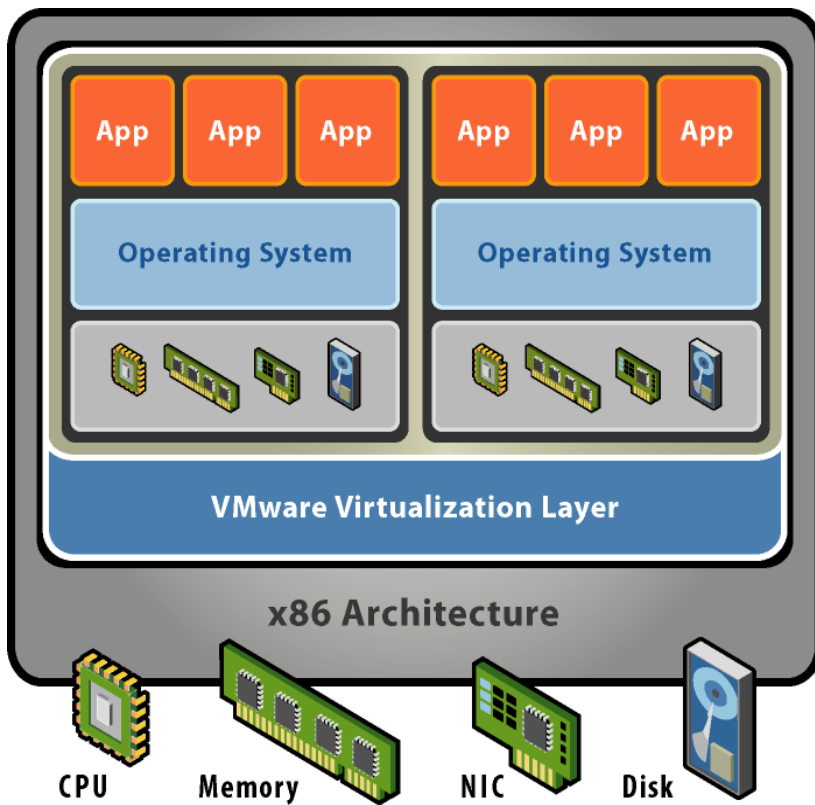 App App App App App App
Operating System Operating System
VMware Virtualization Layer
x86 Architecture
CPU Memory NIC Disk